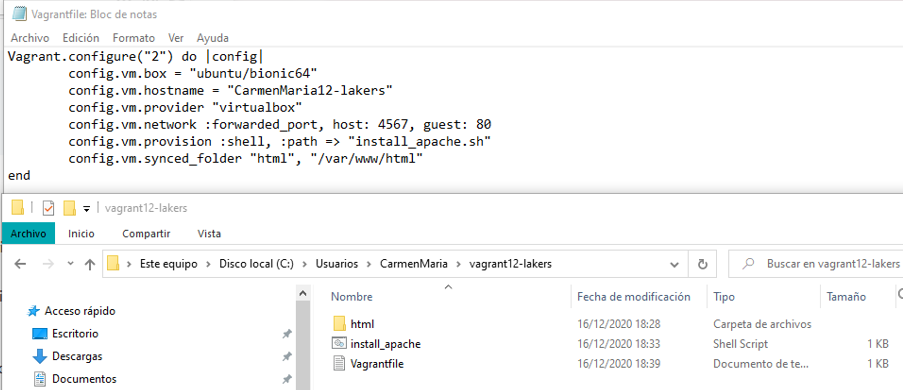 Vagrantfile: Bloc de notas
Archivo Edición Formato Ver Ayuda
Vagrant.configure("2") do |config|
config.vm.box = "ubuntu/bionic64"
config.vm.hostname = "CarmenMaria12-lakers"
config.vm.provider "virtualbox"
config.vm.network :forwarded_port, host: 4567, guest: 80
config.vm.provision :shell, :path => "install_apache.sh"
config.vm.synced_folder "html", "/var/www/html"
end
vagrant12-lakers
Archivo Inicio Compartir Vista
Este equipo > Disco local (C:) > Usuarios > CarmenMaria > vagrant12-lakers
Buscar en vagrant12-lakers
Nombre Fecha de modificación Tipo Tamaño
Acceso rápido
Escritorio
Descargas
Documentos
html 16/12/2020 18:28 Carpeta de archivos
install_apache 16/12/2020 18:33 Shell Script 1 KB
Vagrantfile 16/12/2020 18:39 Documento de te... 1 KB